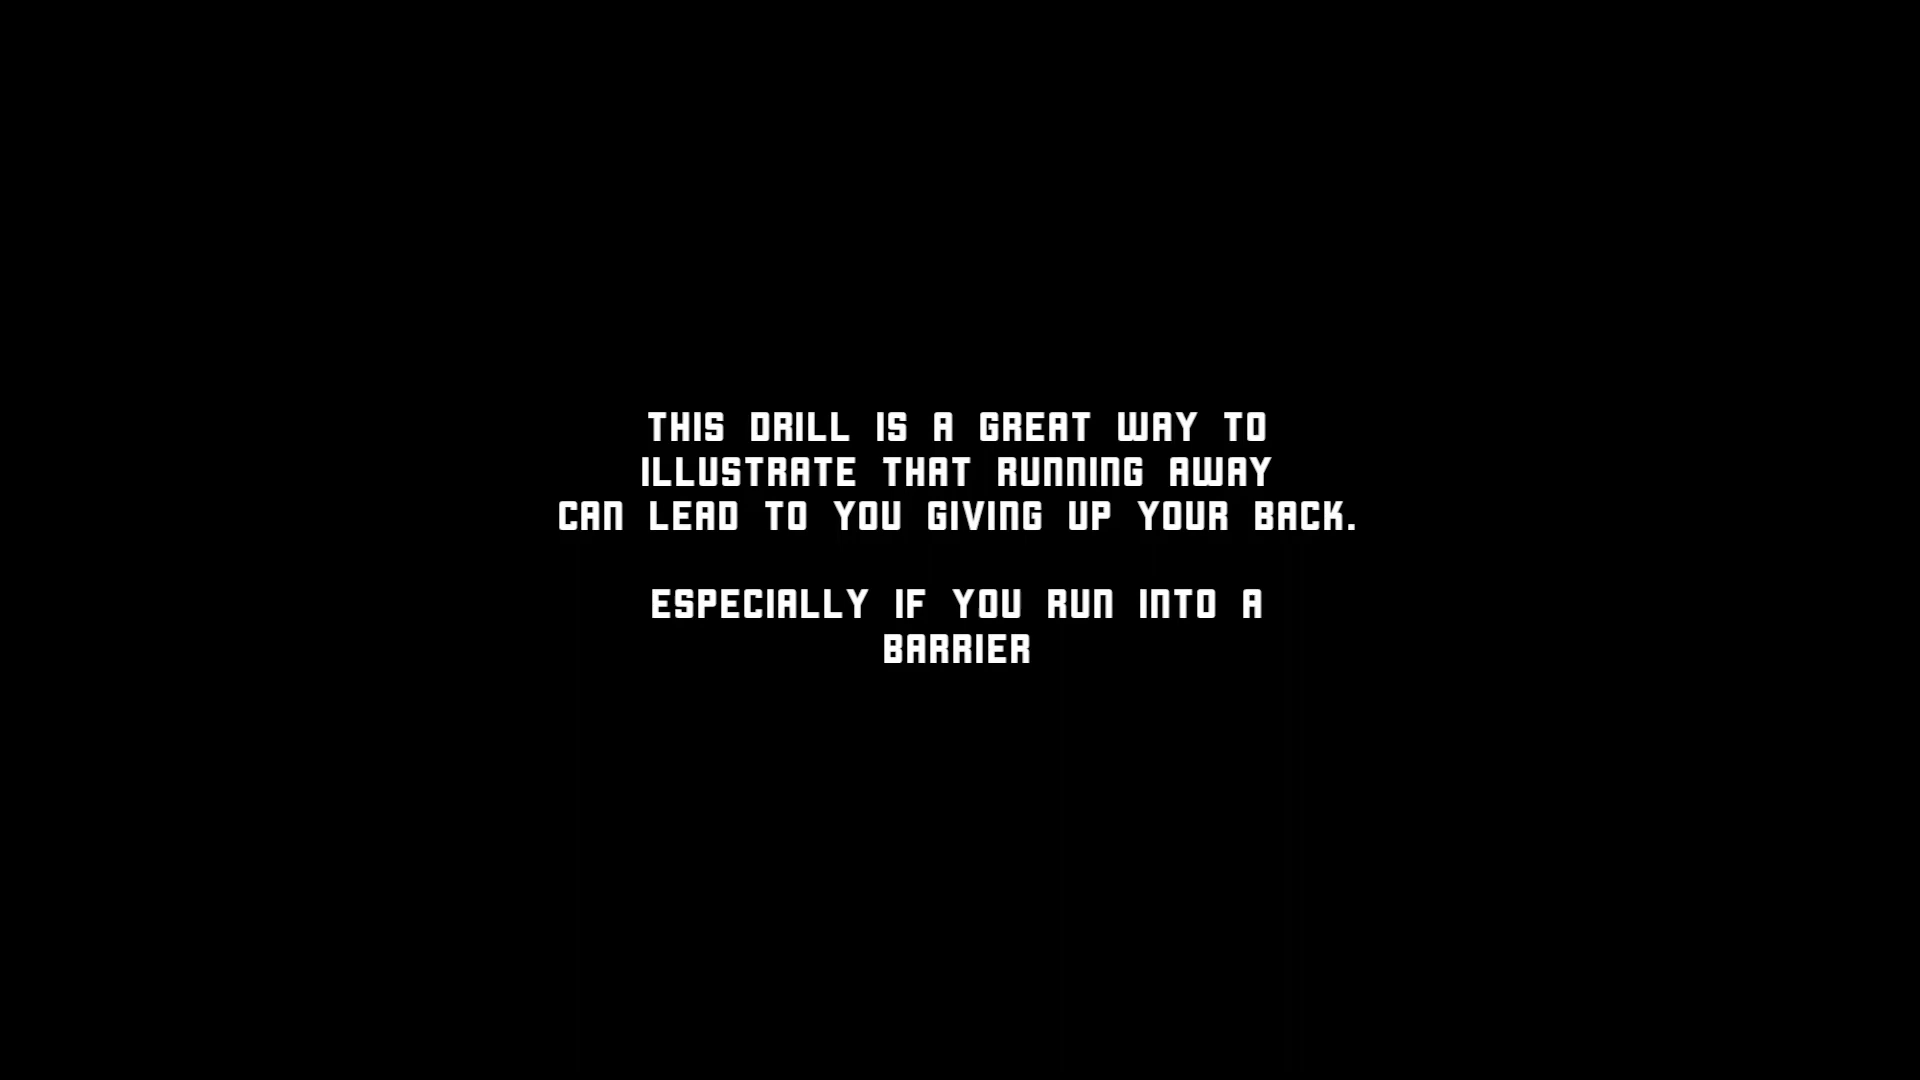 THIS DRILL IS A GREAT WAY TO
ILLUSTRATE THAT RUNNING AWAY
CAN LEAD TO YOU GIVING UP YOUR BACK.
ESPECIALLY IF YOU RUN INTO A
BARRIER